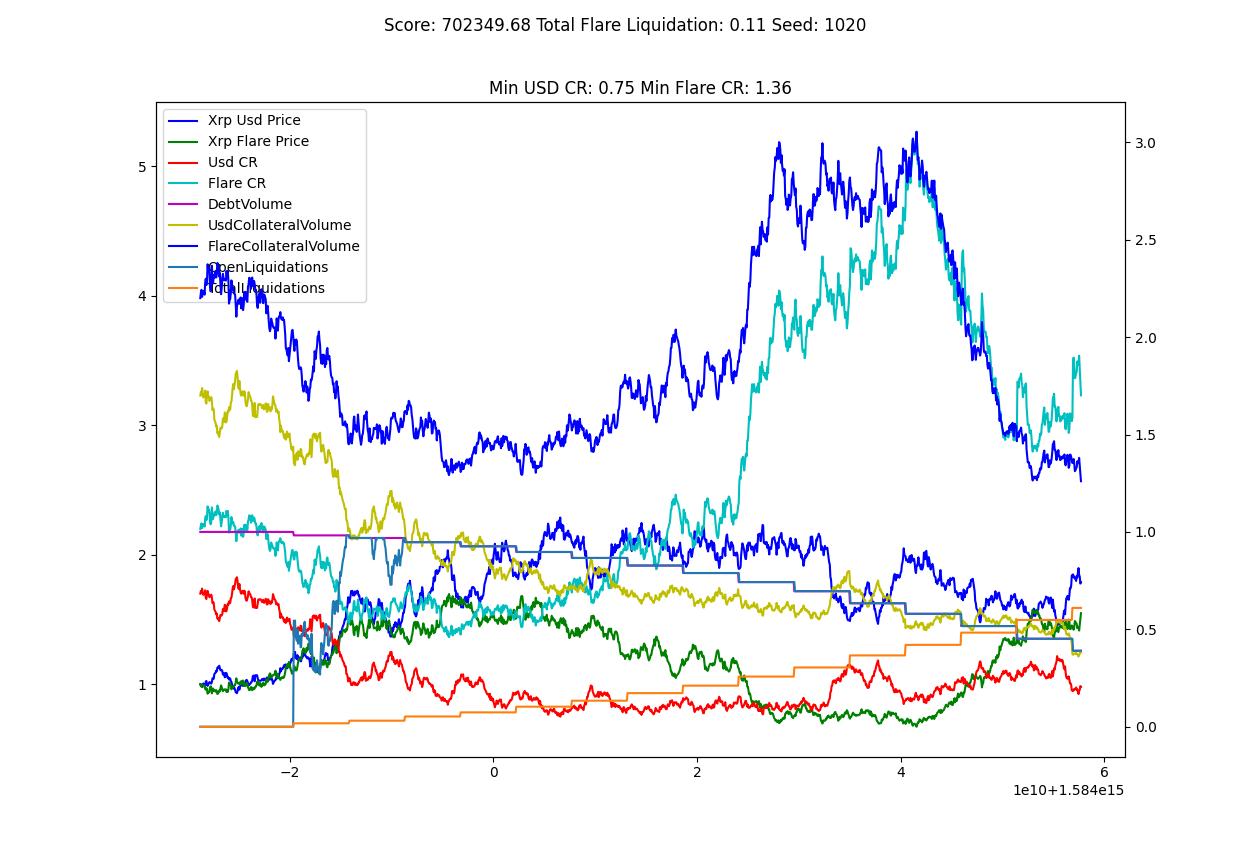 Score: 702349.68 Total Flare Liquidation: 0.11 Seed: 1020
Min USD CR: 0.75 Min Flare CR: 1.36
Xrp Usd Price
Xrp Flare Price
Usd CR
Flare CR
DebtVolume
UsdCollateralVolume
FlareCollateralVolume
OpenLiquidations
TotalLiquidations
5
4
3
2
1
3.0
2.5
2.0
1.5
1.0
0.5
0.0
−2
0
2
4
6
1e10+1.584e15